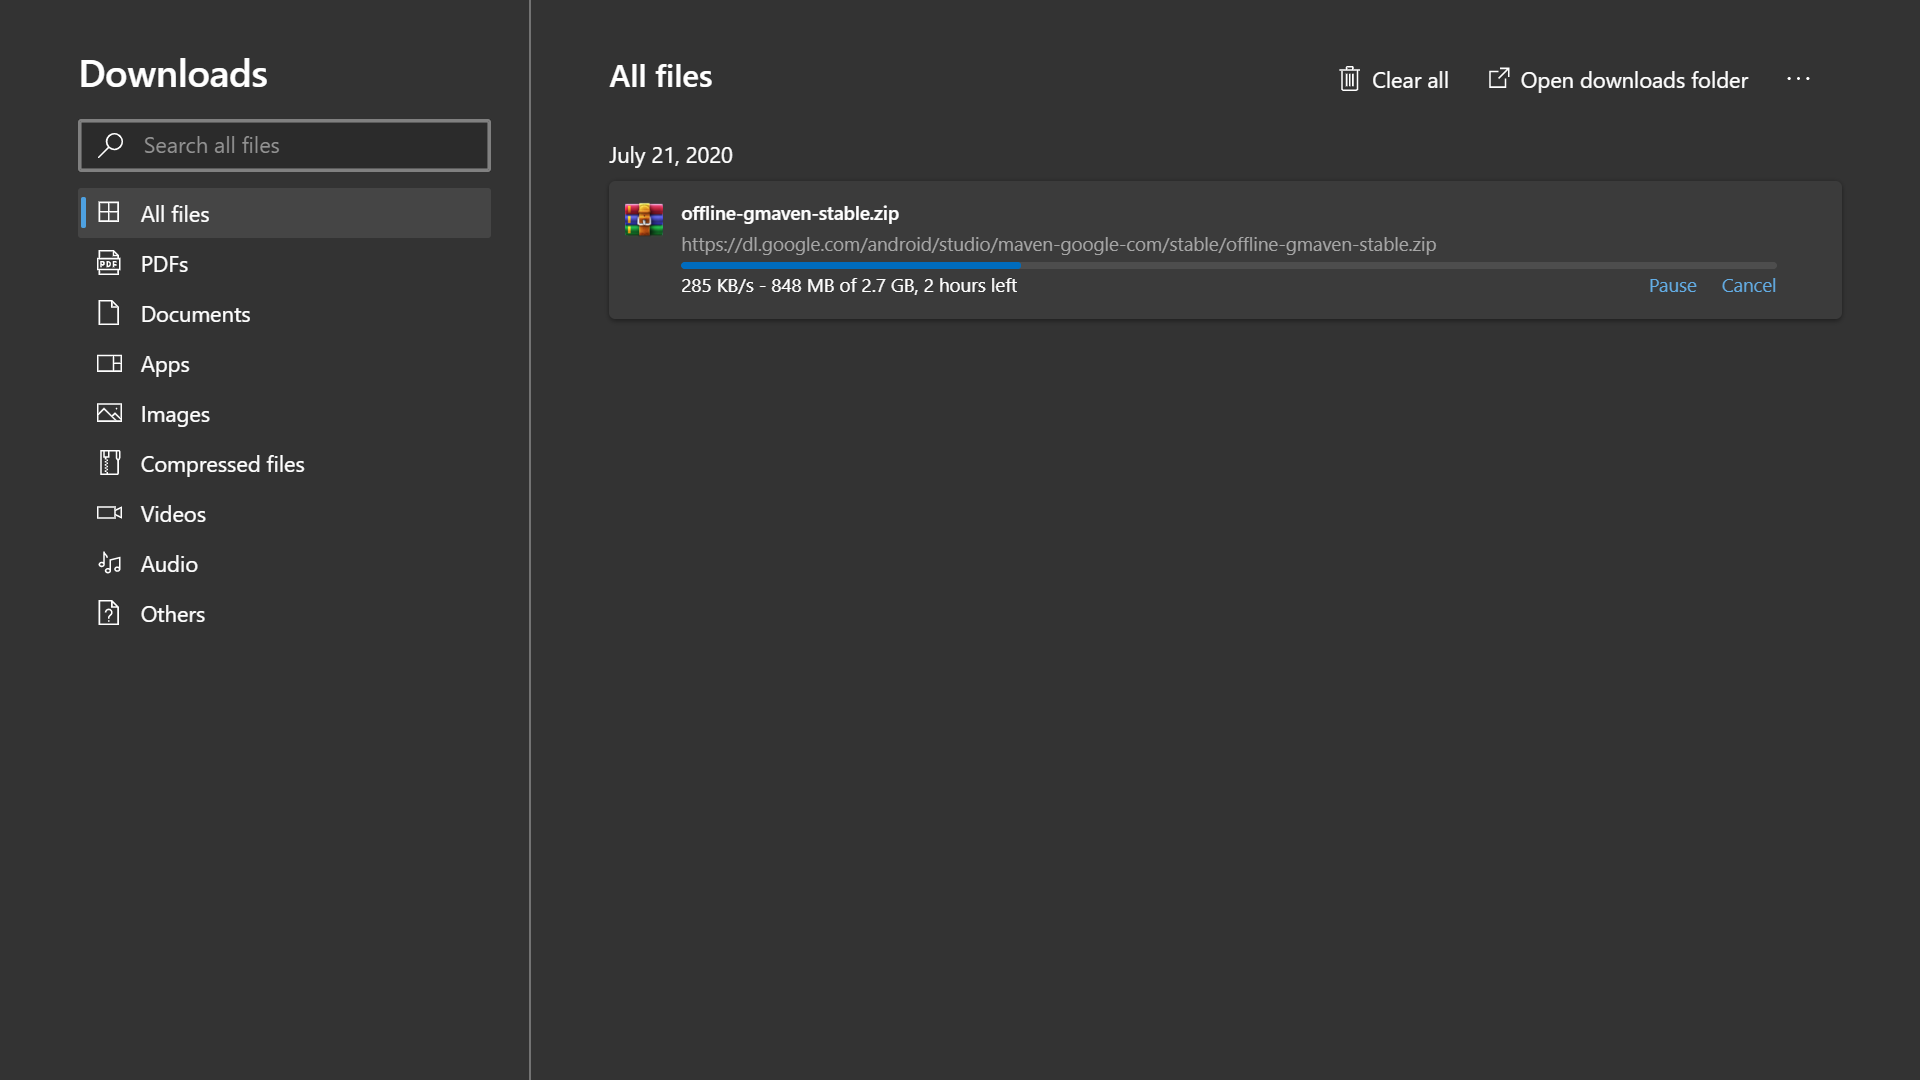 Downloads
Search all files
All files
PDFs
Documents
Apps
Images
Compressed files
Videos
Audio
Others
All files
Clear all
Open downloads folder
July 21, 2020
offline-gmaven-stable.zip
https://dl.google.com/android/studio/maven-google-com/stable/offline-gmaven-stable.zip
285 KB/s - 848 MB of 2.7 GB, 2 hours left
Pause
Cancel